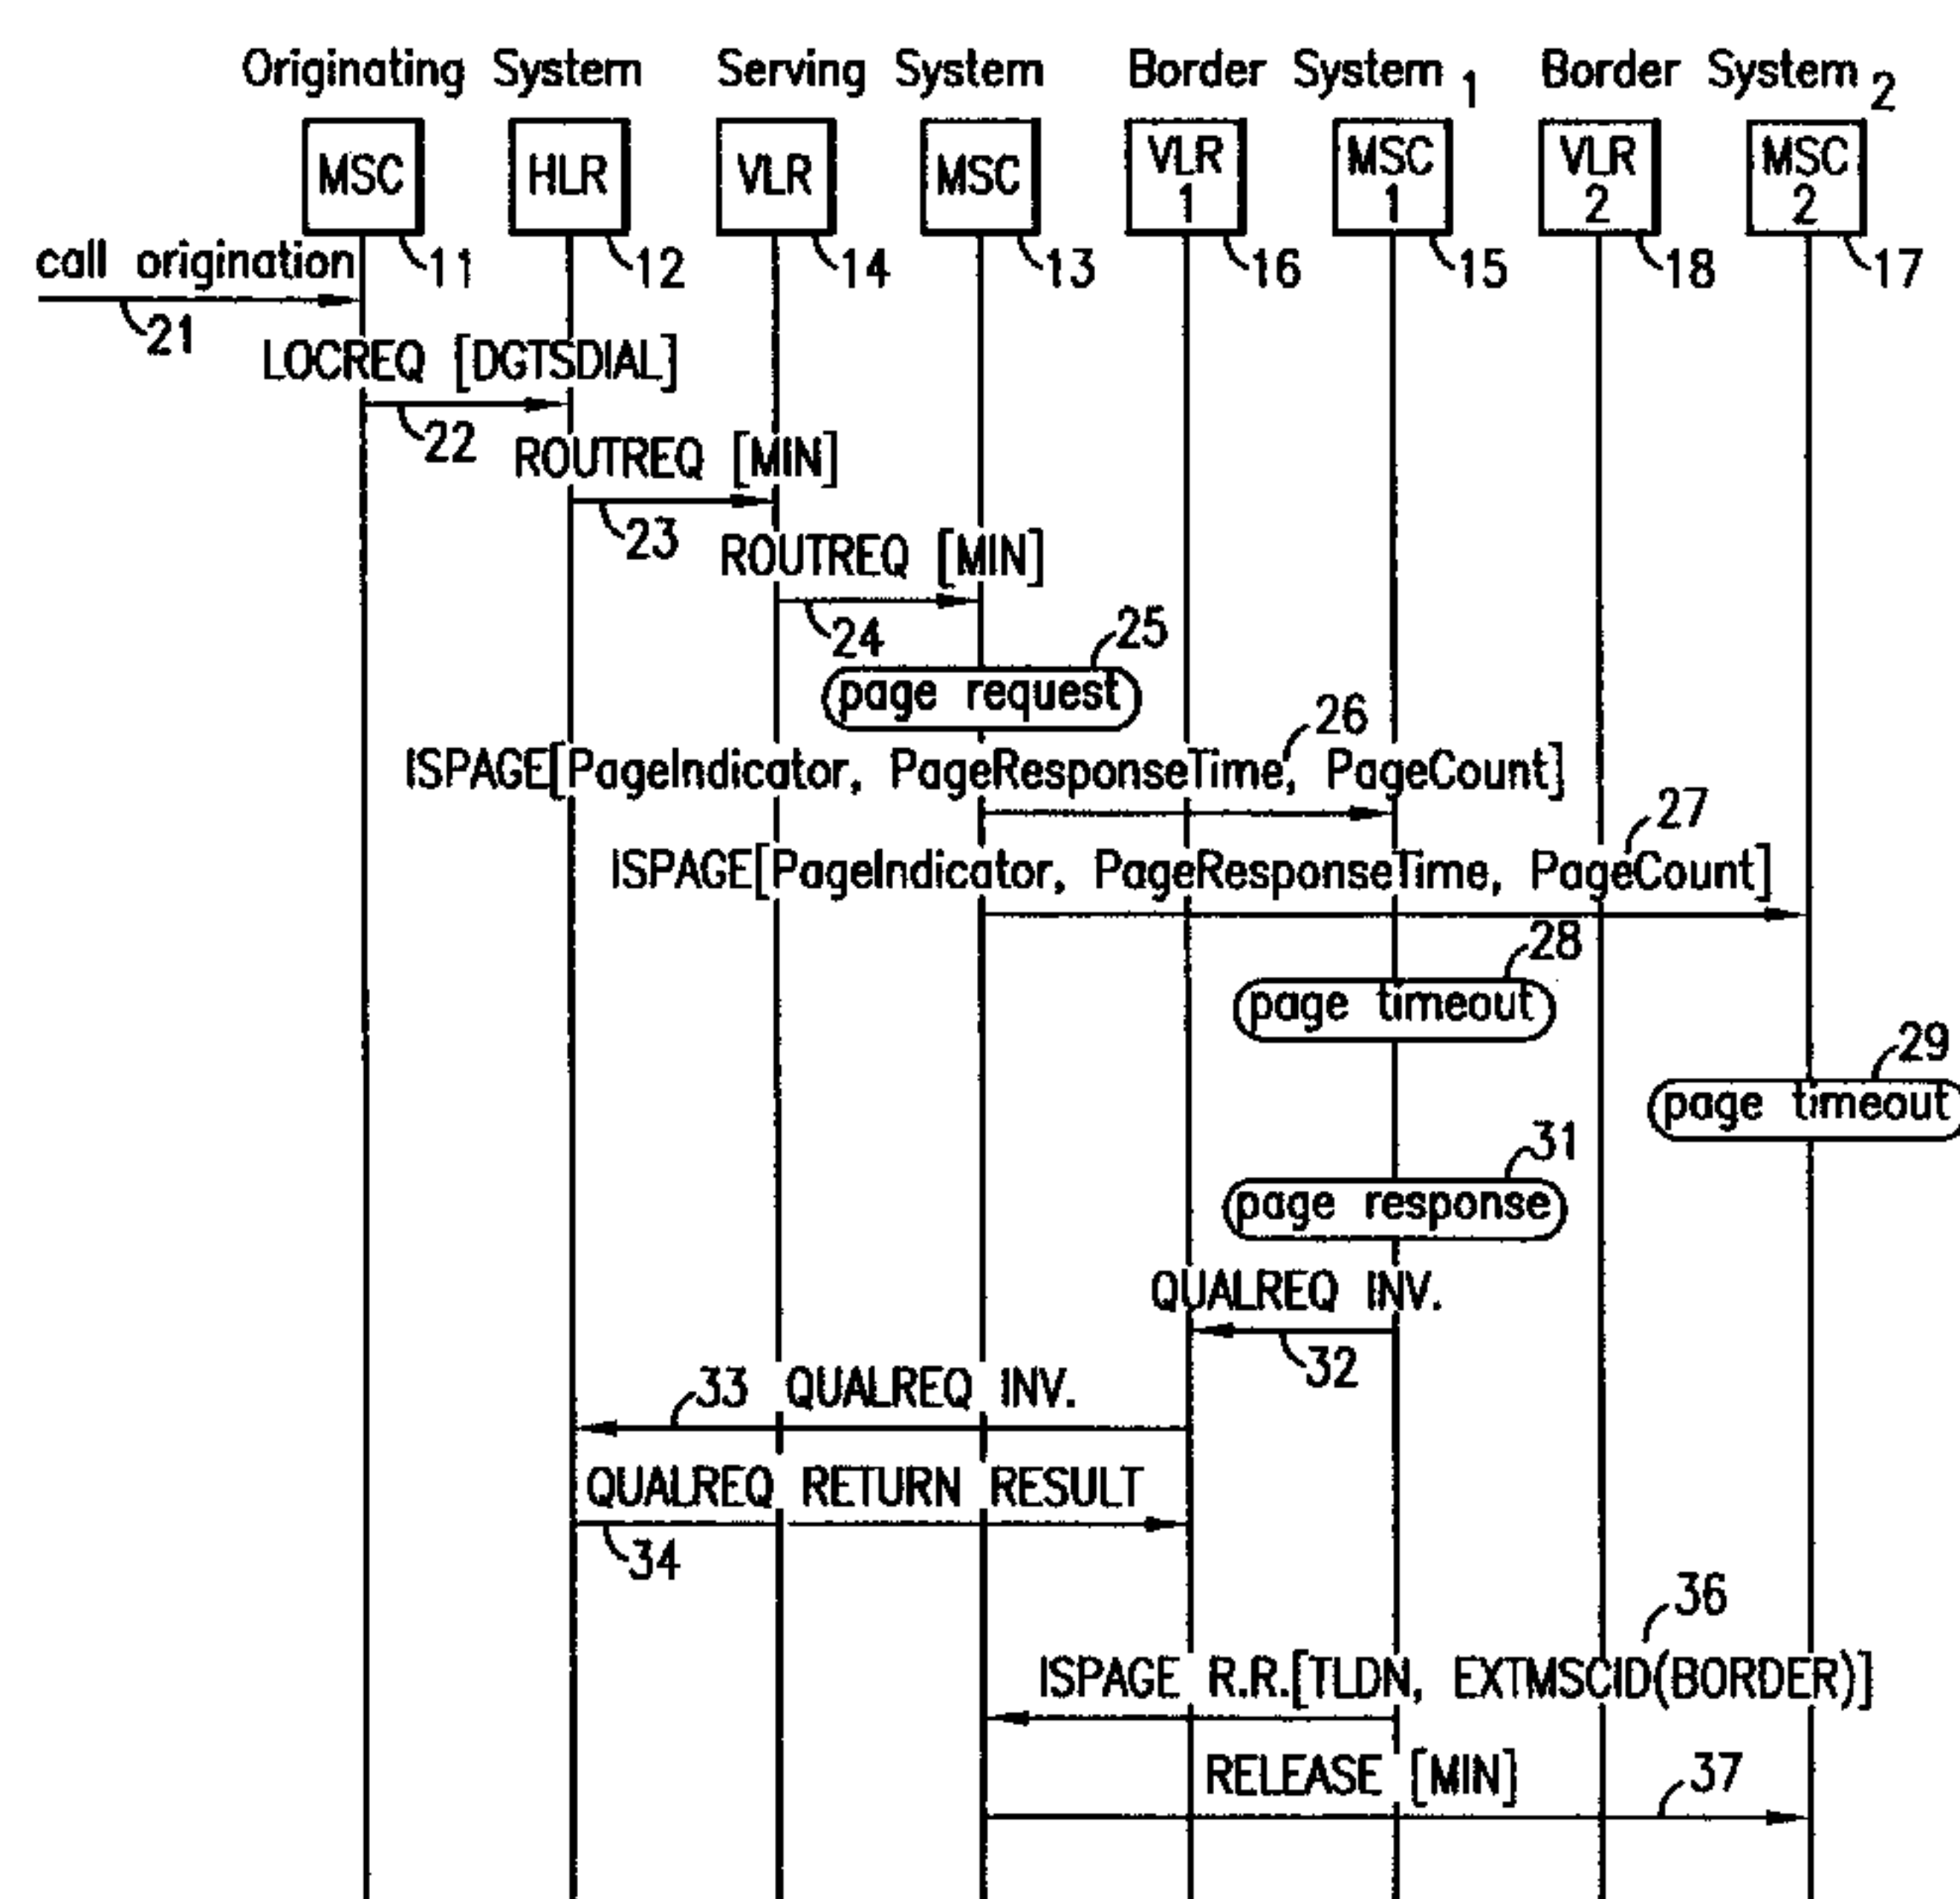 Originating System Serving System Border System 1 Border System 2
MSC HLR VLR MSC VLR 1 MSC 1 VLR 2 MSC 2
11 12 14 13 16 15 18 17
call origination
21
LOCREQ [DGTSDIAL]
22
ROUTREQ [MIN]
23
ROUTREQ [MIN]
24
25
page request
26
ISPAGE[PageIndicator, PageResponseTime, PageCount]
27
ISPAGE[PageIndicator, PageResponseTime, PageCount]
28
page timeout
29
page timeout
31
page response
QUALREQ INV.
32
33 QUALREQ INV.
QUALREQ RETURN RESULT
34
36
ISPAGE R.R.[TLDN, EXTMSCID(BORDER)]
RELEASE [MIN] 37